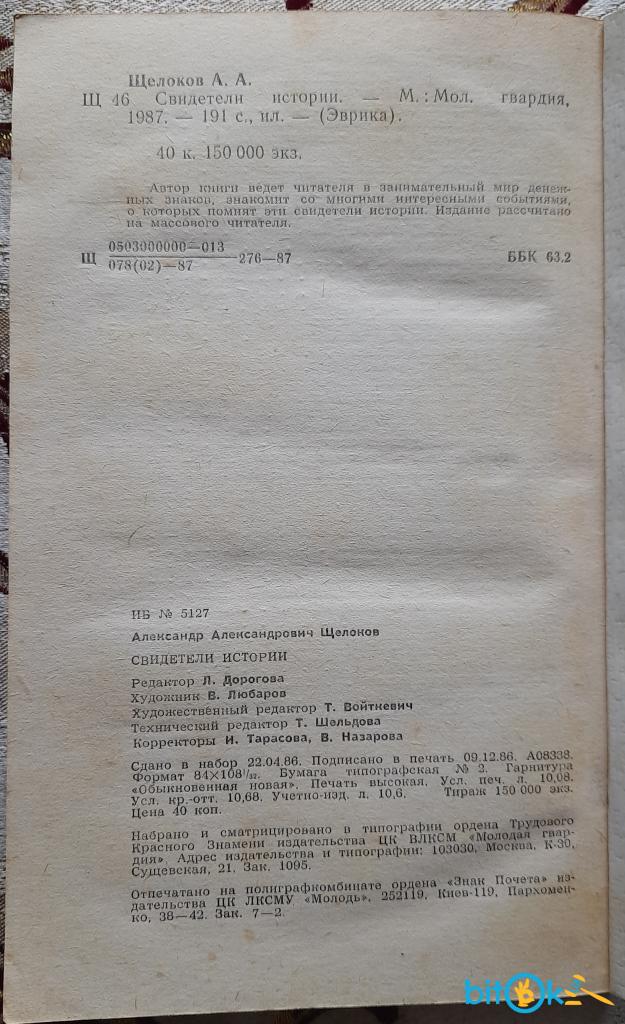 Щелоков А. А.
Щ 46 Свидетели истории. — М.: Мол. гвардия,
1987. — 191 с., ил. — (Эврика).
40 к. 150 000 экз.
Автор книги ведет читателя в занимательный мир денеж-
ных знаков, знакомит со многими интересными событиями,
о которых помнят эти свидетели истории. Издание рассчитано
на массового читателя.
Щ 0503000000—013
078(02)—87 276—87 ББК 63.2
ИБ № 5127
Александр Александрович Щелоков
СВИДЕТЕЛИ ИСТОРИИ
Редактор Л. Дорогова
Художник В. Любаров
Художественный редактор Т. Войткевич
Технический редактор Т. Шельдова
Корректоры И. Тарасова, В. Назарова
Сдано в набор 22.04.86. Подписано в печать 09.12.86. А08338.
Формат 84×108 1/32. Бумага типографская № 2. Гарнитура
«Обыкновенная новая». Печать высокая. Усл. печ. л. 10,08.
Усл. кр.-отт. 10,68. Учетно-изд. л. 10,6. Тираж 150 000 экз.
Цена 40 коп.
Набрано и сматрицировано в типографии ордена Трудового
Красного Знамени издательства ЦК ВЛКСМ «Молодая гвар-
дия». Адрес издательства и типографии: 103030, Москва, К-30,
Сущевская, 21. Зак. 1095.
Отпечатано на полиграфкомбинате ордена «Знак Почета» из-
дательства ЦК ЛКСМУ «Молодь». 252119, Киев-119, Пархомен-
ко, 38—42. Зак. 7—2.
bitok